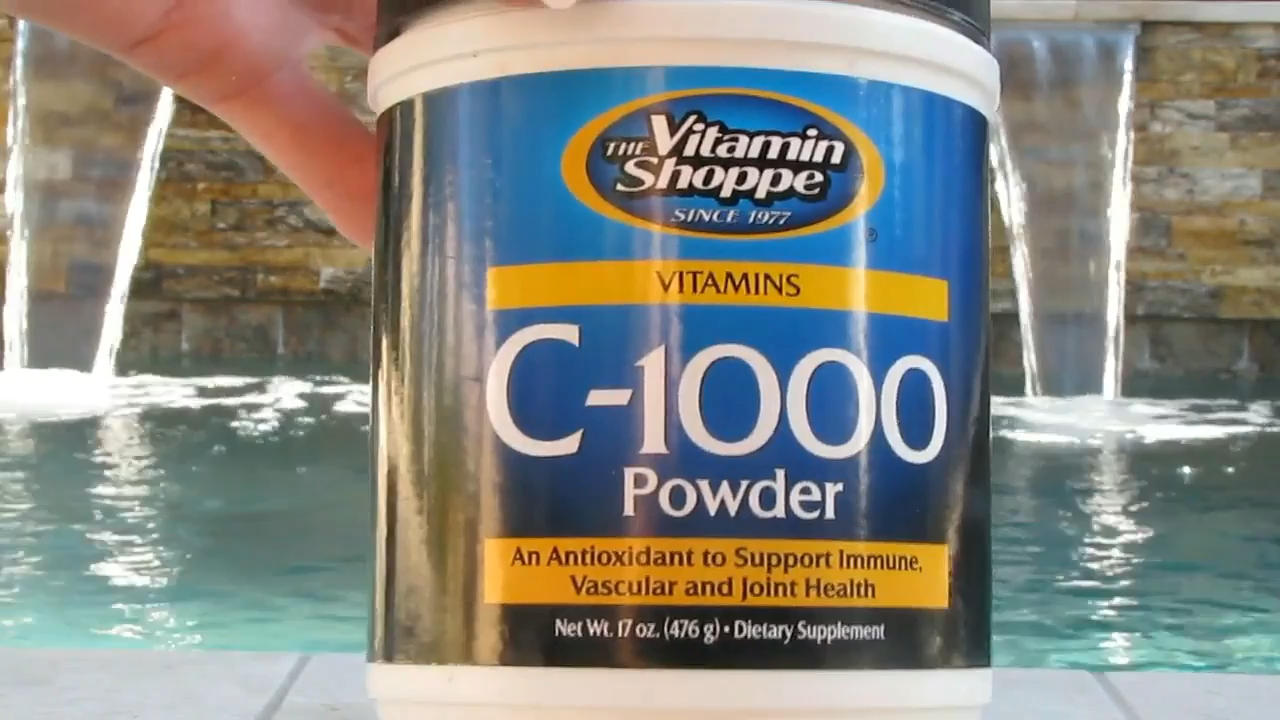 THE Vitamin
Shoppe
SINCE 1977
®
VITAMINS
C-1000
Powder
An Antioxidant to Support Immune,
Vascular and Joint Health
Net Wt. 17 oz. (476 g) • Dietary Supplement